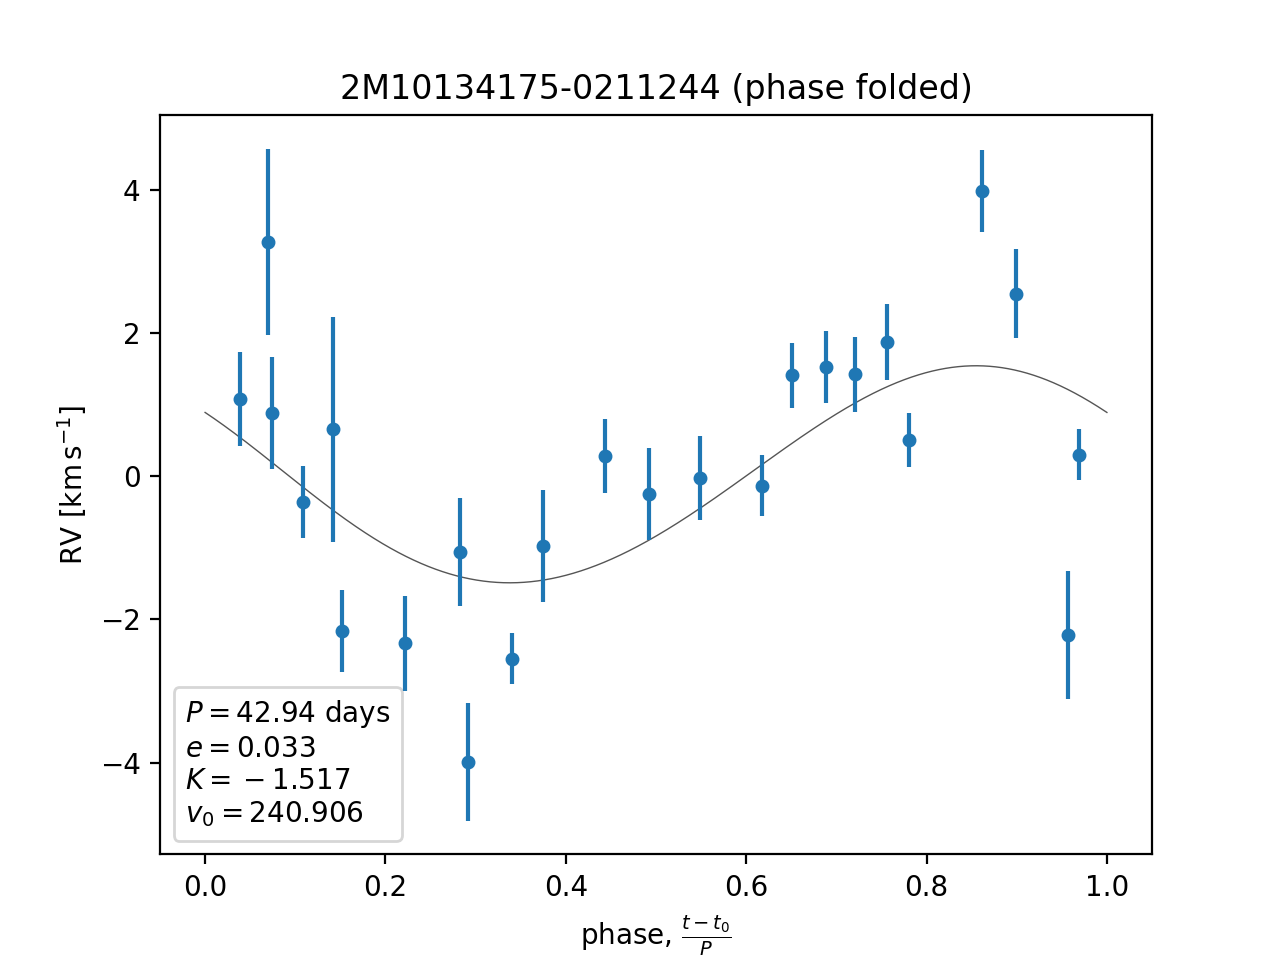 2M10134175-0211244 (phase folded)
4
2
0
−2
−4
RV [km s⁻¹]
P = 42.94 days
e = 0.033
K = −1.517
v₀ = 240.906
0.0 0.2 0.4 0.6 0.8 1.0
phase, (t − t₀)/P